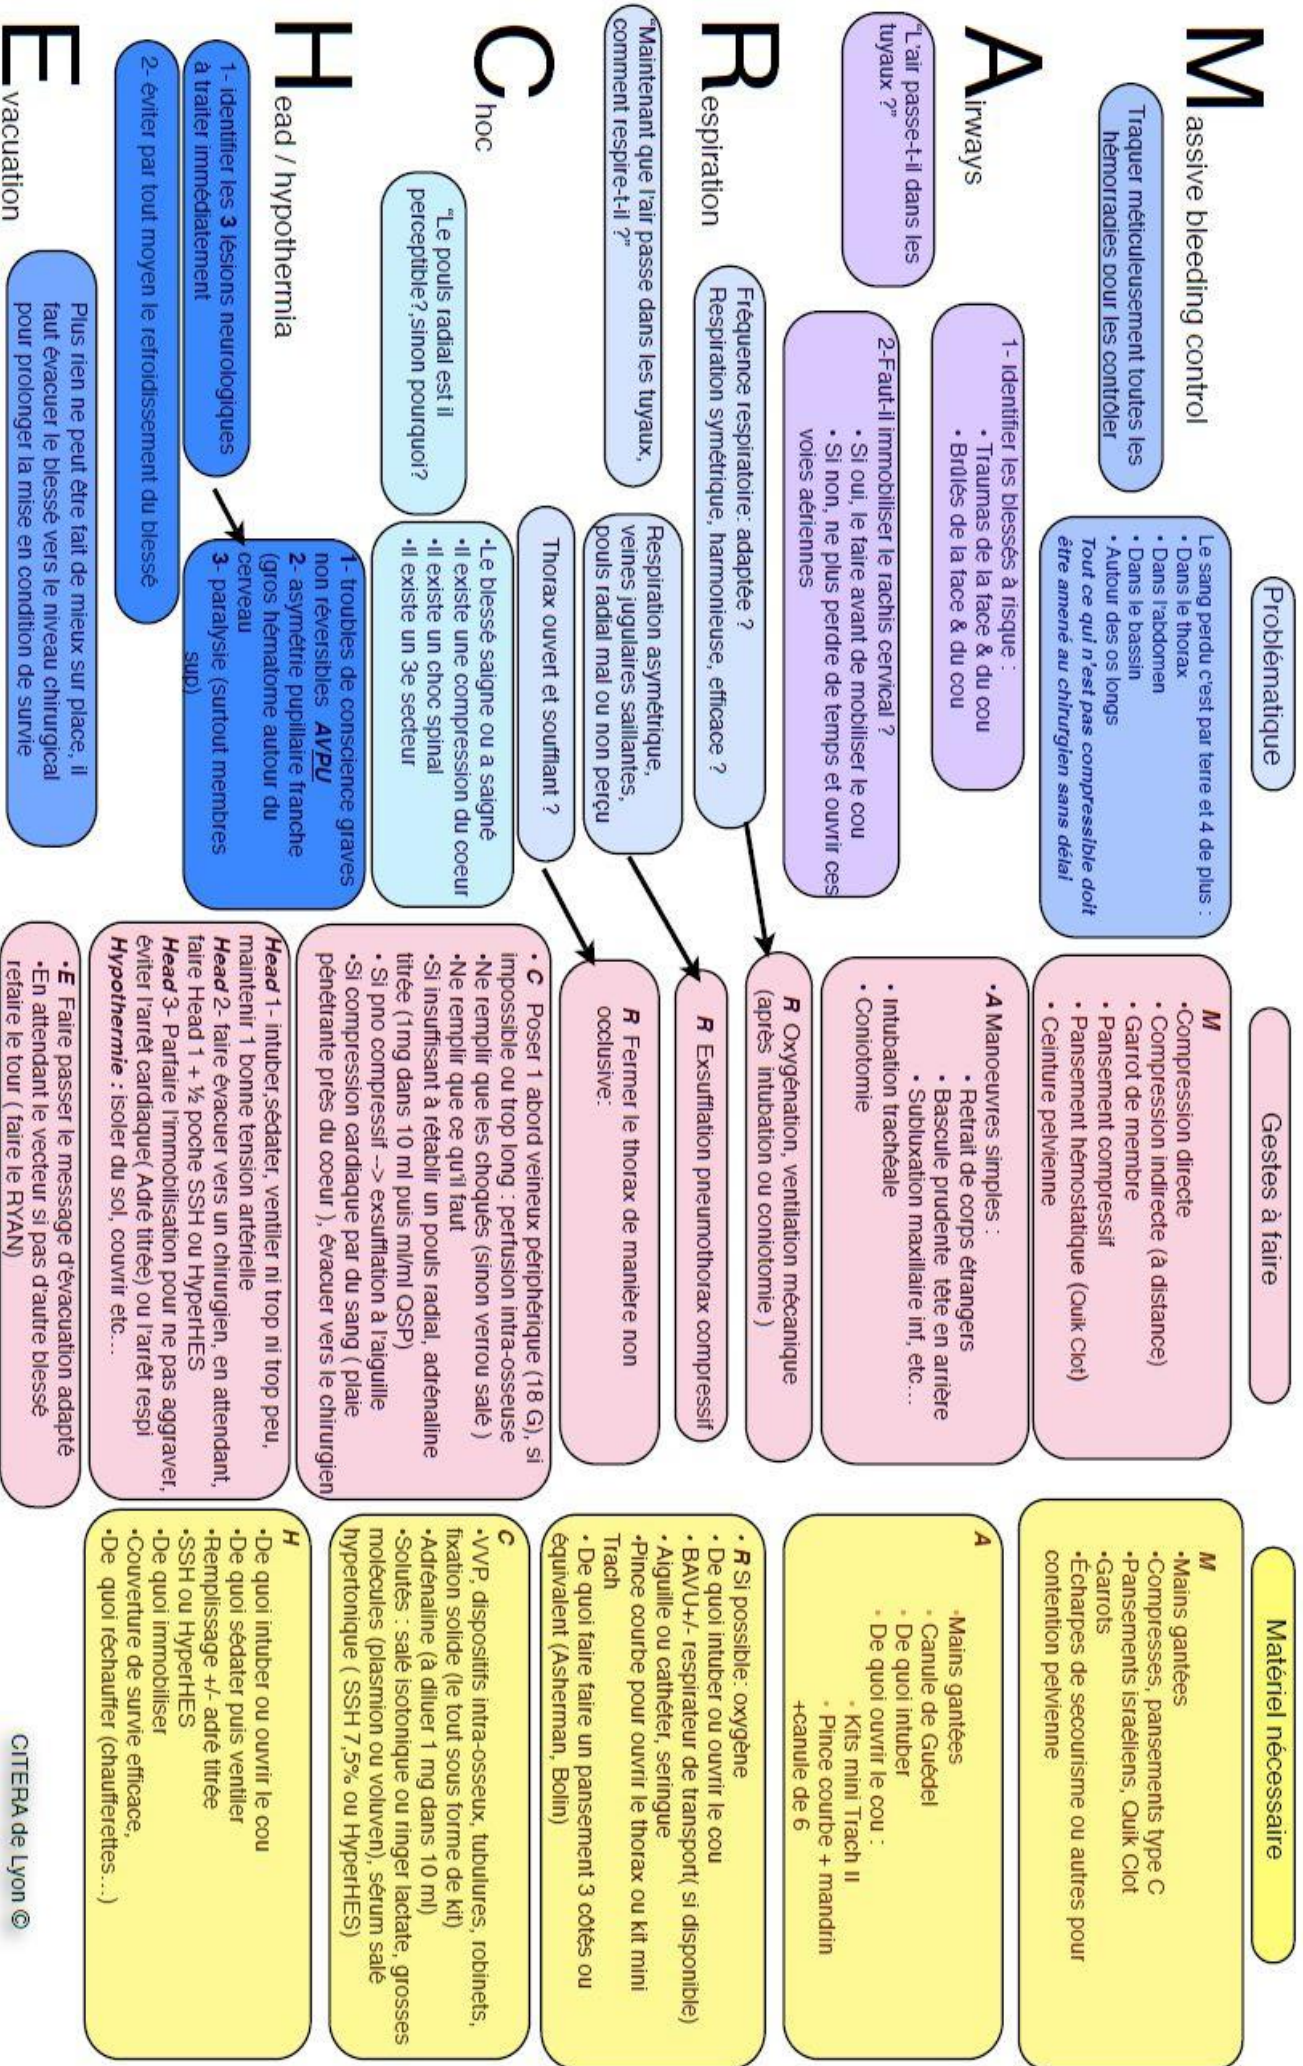 Problématique
Gestes à faire
Matériel nécessaire
Massive bleeding control
Traquer méticuleusement toutes les
hémorragies pour les contrôler
Le sang perdu c'est par terre et 4 de plus :
• Dans le thorax
• Dans l'abdomen
• Dans le bassin
• Autour des os longs
Tout ce qui n'est pas compressible doit
être amené au chirurgien sans délai
M
•Compression directe
• Compression indirecte (à distance)
• Garrot de membre
• Pansement compressif
• Pansement hémostatique (Quik Clot)
• Ceinture pelvienne
M
•Mains gantées
•Compresses, pansements type C
•Pansements israéliens, Quik Clot
•Garrots
•Écharpes de secourisme ou autres pour
contention pelvienne
Airways
"L'air passe-t-il dans les
tuyaux ?"
1- Identifier les blessés à risque :
• Traumas de la face & du cou
• Brûlés de la face & du cou
2-Faut-il immobiliser le rachis cervical ?
• Si oui, le faire avant de mobiliser le cou
• Si non, ne plus perdre de temps et ouvrir ces
voies aériennes
•A Manoeuvres simples :
• Retrait de corps étrangers
• Bascule prudente tête en arrière
• Subluxation maxillaire inf, etc…
• Intubation trachéale
• Coniotomie
A
•Mains gantées
• Canule de Guédel
• De quoi intuber
• De quoi ouvrir le cou :
• Kits mini Trach II
• Pince courbe + mandrin
+canule de 6
Respiration
"Maintenant que l'air passe dans les tuyaux,
comment respire-t-il ?"
Fréquence respiratoire: adaptée ?
Respiration symétrique, harmonieuse, efficace ?
Respiration asymétrique,
veines jugulaires saillantes,
pouls radial mal ou non perçu
Thorax ouvert et soufflant ?
R Oxygénation, ventilation mécanique
(après intubation ou coniotomie )
R Exsufflation pneumothorax compressif
R Fermer le thorax de manière non
occlusive:
• R Si possible: oxygène
• De quoi intuber ou ouvrir le cou
• BAVU+/- respirateur de transport( si disponible)
• Aiguille ou cathéter, seringue
•Pince courbe pour ouvrir le thorax ou kit mini
Trach
• De quoi faire faire un pansement 3 côtés ou
équivalent (Asherman, Bolin)
Choc
"Le pouls radial est il
perceptible?,sinon pourquoi?
•Le blessé saigne ou a saigné
•Il existe une compression du coeur
•Il existe un choc spinal
•Il existe un 3e secteur
• C Poser 1 abord veineux périphérique (18 G), si
impossible ou trop long : perfusion intra-osseuse
•Ne remplir que les choqués (sinon verrou salé )
•Ne remplir que ce qu'il faut
•Si insuffisant à rétablir un pouls radial, adrénaline
titrée (1mg dans 10 ml puis ml/ml QSP)
• Si pno compressif --> exsufflation à l'aiguille
•Si compression cardiaque par du sang ( plaie
pénétrante près du coeur ), évacuer vers le chirurgien
C
•VVP, dispositifs intra-osseux, tubulures, robinets,
fixation solide (le tout sous forme de kit)
•Adrénaline (à diluer 1 mg dans 10 ml)
•Solutés : salé isotonique ou ringer lactate, grosses
molécules (plasmion ou voluven), sérum salé
hypertonique ( SSH 7,5% ou HyperHES)
Head / hypothermia
1- identifier les 3 lésions neurologiques
à traiter immédiatement
2- éviter par tout moyen le refroidissement du blessé
1- troubles de conscience graves
non réversibles AVPU
2- asymétrie pupillaire franche
(gros hématome autour du
cerveau
3- paralysie (surtout membres
sup)
Head 1- intuber,sédater, ventiler ni trop ni trop peu,
maintenir 1 bonne tension artérielle
Head 2- faire évacuer vers un chirurgien, en attendant,
faire Head 1 + ½ poche SSH ou HyperHES
Head 3- Parfaire l'immobilisation pour ne pas aggraver,
éviter l'arrêt cardiaque( Adré titrée) ou l'arrêt respi
Hypothermie : isoler du sol, couvrir etc…
H
•De quoi intuber ou ouvrir le cou
•De quoi sédater puis ventiler
•Remplissage +/- adré titrée
•SSH ou HyperHES
•De quoi immobiliser
•Couverture de survie efficace,
•De quoi réchauffer (chaufferettes…)
Evacuation
Plus rien ne peut être fait de mieux sur place, il
faut évacuer le blessé vers le niveau chirurgical
pour prolonger la mise en condition de survie
•E Faire passer le message d'évacuation adapté
•En attendant le vecteur si pas d'autre blessé
refaire le tour ( faire le RYAN)
CITERA de Lyon ©